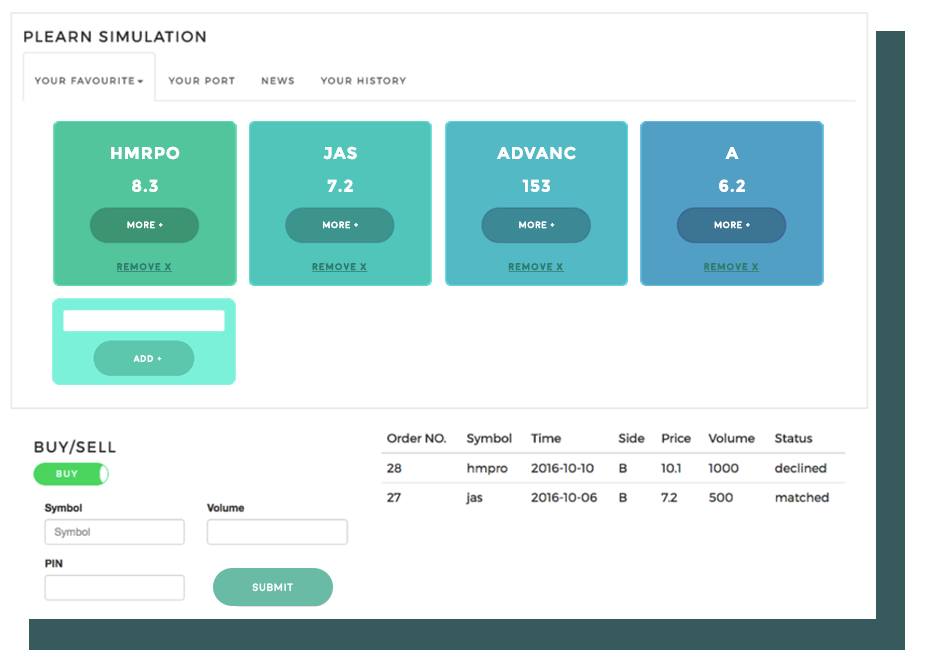 PLEARN SIMULATION
YOUR FAVOURITE YOUR PORT NEWS YOUR HISTORY
HMRPO JAS ADVANC A
8.3 7.2 153 6.2
MORE + MORE + MORE + MORE +
REMOVE X REMOVE X REMOVE X REMOVE X
ADD +
BUY/SELL
BUY
Symbol Volume
Symbol
PIN
SUBMIT
Order NO. Symbol Time Side Price Volume Status
28 hmpro 2016-10-10 B 10.1 1000 declined
27 jas 2016-10-06 B 7.2 500 matched